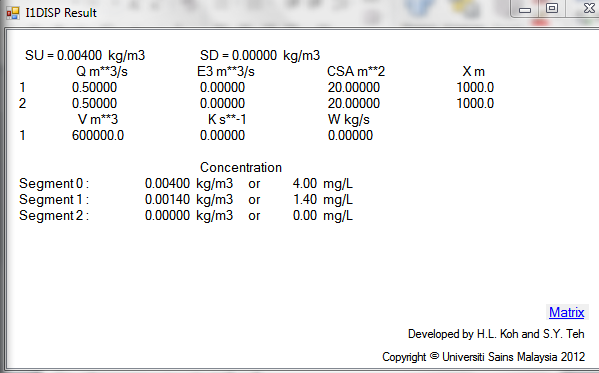 I1DISP Result
SU = 0.00400 kg/m3 SD = 0.00000 kg/m3
Q m**3/s E3 m**3/s CSA m**2 X m
1 0.50000 0.00000 20.00000 1000.0
2 0.50000 0.00000 20.00000 1000.0
V m**3 K s**-1 W kg/s
1 600000.0 0.00000 0.00000
Concentration
Segment 0 : 0.00400 kg/m3 or 4.00 mg/L
Segment 1 : 0.00140 kg/m3 or 1.40 mg/L
Segment 2 : 0.00000 kg/m3 or 0.00 mg/L
Matrix
Developed by H.L. Koh and S.Y. Teh
Copyright © Universiti Sains Malaysia 2012